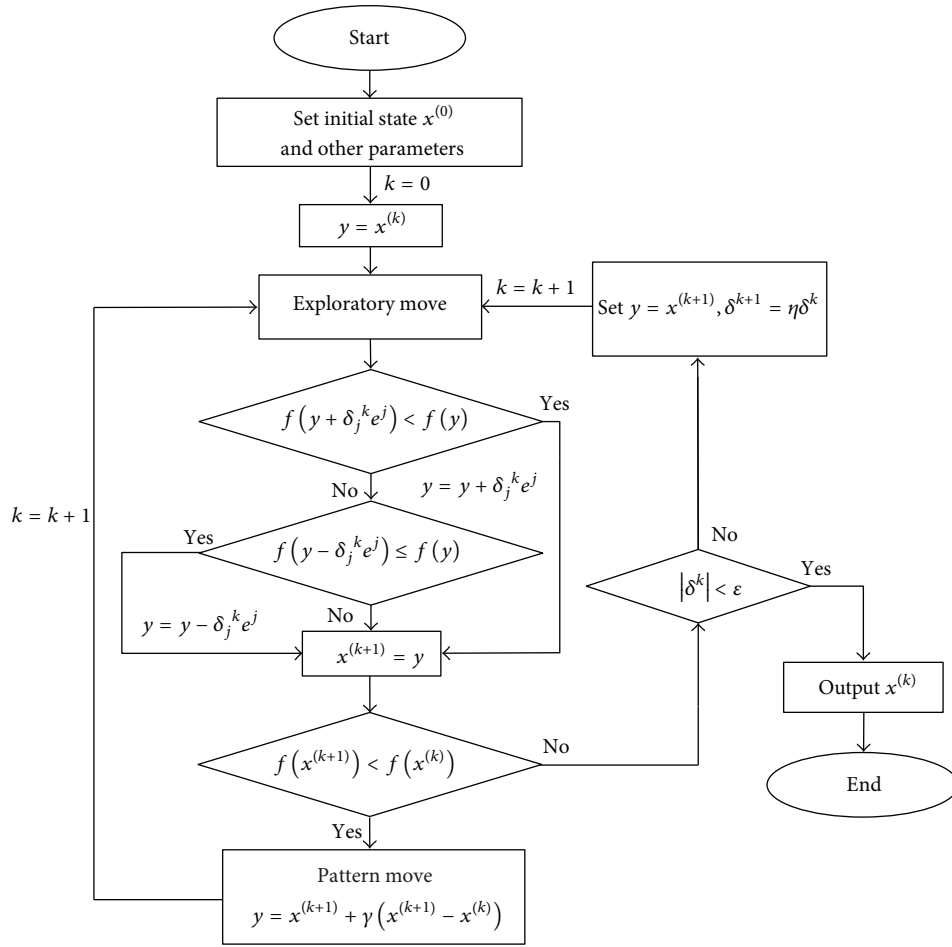 Start
Set initial state x^(0)
and other parameters
k = 0
y = x^(k)
Exploratory move
k = k + 1
Set y = x^(k+1), δ^k+1 = ηδ^k
f(y + δ_j^k e^j) < f(y)
Yes
No
y = y + δ_j^k e^j
k = k + 1
Yes
f(y − δ_j^k e^j) ≤ f(y)
No
y = y − δ_j^k e^j
No
|δ^k| < ε
Yes
x^(k+1) = y
Output x^(k)
f(x^(k+1)) < f(x^(k))
No
End
Yes
Pattern move
y = x^(k+1) + γ(x^(k+1) − x^(k))